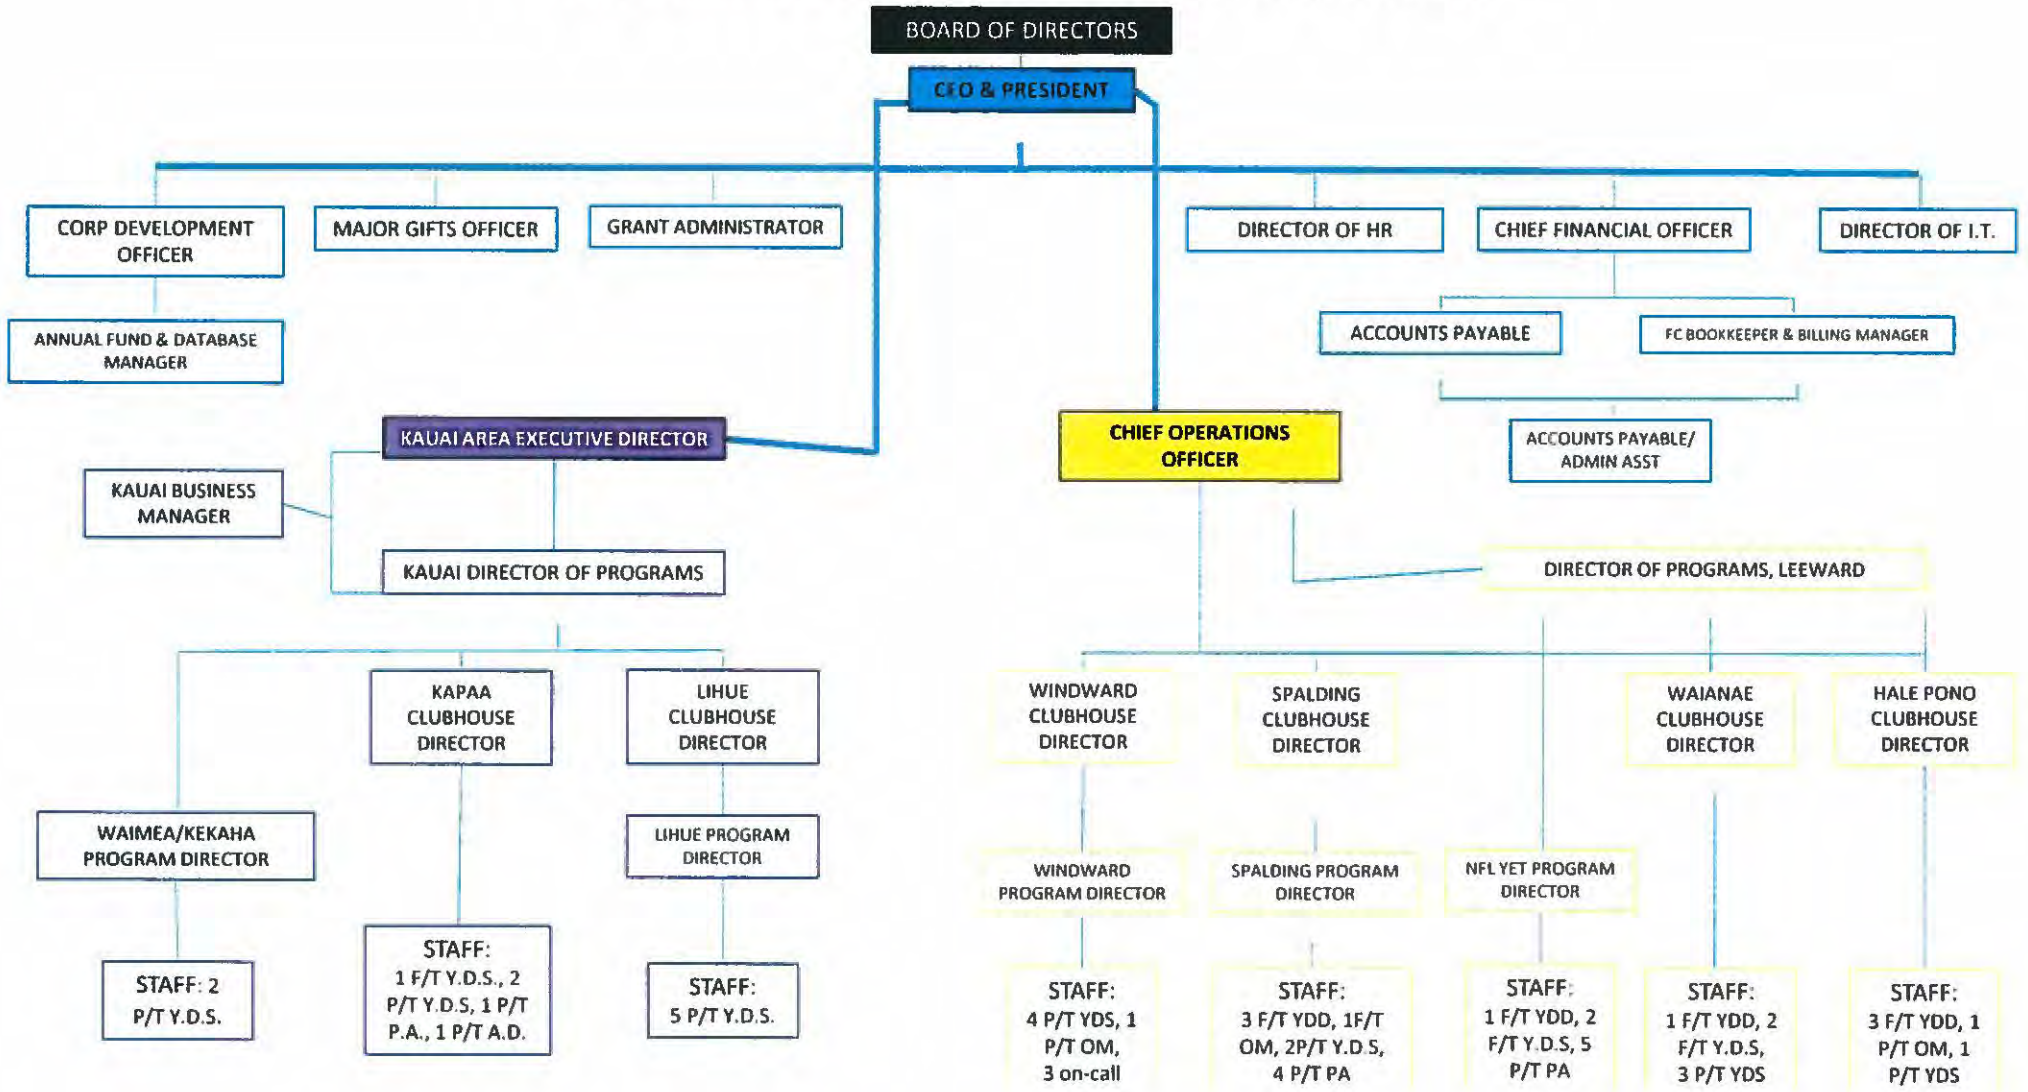 BOARD OF DIRECTORS
CEO & PRESIDENT
CORP DEVELOPMENT
OFFICER
MAJOR GIFTS OFFICER
GRANT ADMINISTRATOR
DIRECTOR OF HR
CHIEF FINANCIAL OFFICER
DIRECTOR OF I.T.
ANNUAL FUND & DATABASE
MANAGER
ACCOUNTS PAYABLE
FC BOOKKEEPER & BILLING MANAGER
KAUAI AREA EXECUTIVE DIRECTOR
CHIEF OPERATIONS
OFFICER
ACCOUNTS PAYABLE/
ADMIN ASST
KAUAI BUSINESS
MANAGER
KAUAI DIRECTOR OF PROGRAMS
DIRECTOR OF PROGRAMS, LEEWARD
KAPAA
CLUBHOUSE
DIRECTOR
LIHUE
CLUBHOUSE
DIRECTOR
WINDWARD
CLUBHOUSE
DIRECTOR
SPALDING
CLUBHOUSE
DIRECTOR
WAIANAE
CLUBHOUSE
DIRECTOR
HALE PONO
CLUBHOUSE
DIRECTOR
WAIMEA/KEKAHA
PROGRAM DIRECTOR
LIHUE PROGRAM
DIRECTOR
WINDWARD
PROGRAM DIRECTOR
SPALDING PROGRAM
DIRECTOR
NFL YET PROGRAM
DIRECTOR
STAFF: 2
P/T Y.D.S.
STAFF:
1 F/T Y.D.S., 2
P/T Y.D.S, 1 P/T
P.A., 1 P/T A.D.
STAFF:
5 P/T Y.D.S.
STAFF:
4 P/T YDS, 1
P/T OM,
3 on-call
STAFF:
3 F/T YDD, 1F/T
OM, 2P/T Y.D.S,
4 P/T PA
STAFF:
1 F/T YDD, 2
F/T Y.D.S, 5
P/T PA
STAFF:
1 F/T YDD, 2
F/T Y.D.S,
3 P/T YDS
STAFF:
3 F/T YDD, 1
P/T OM, 1
P/T YDS